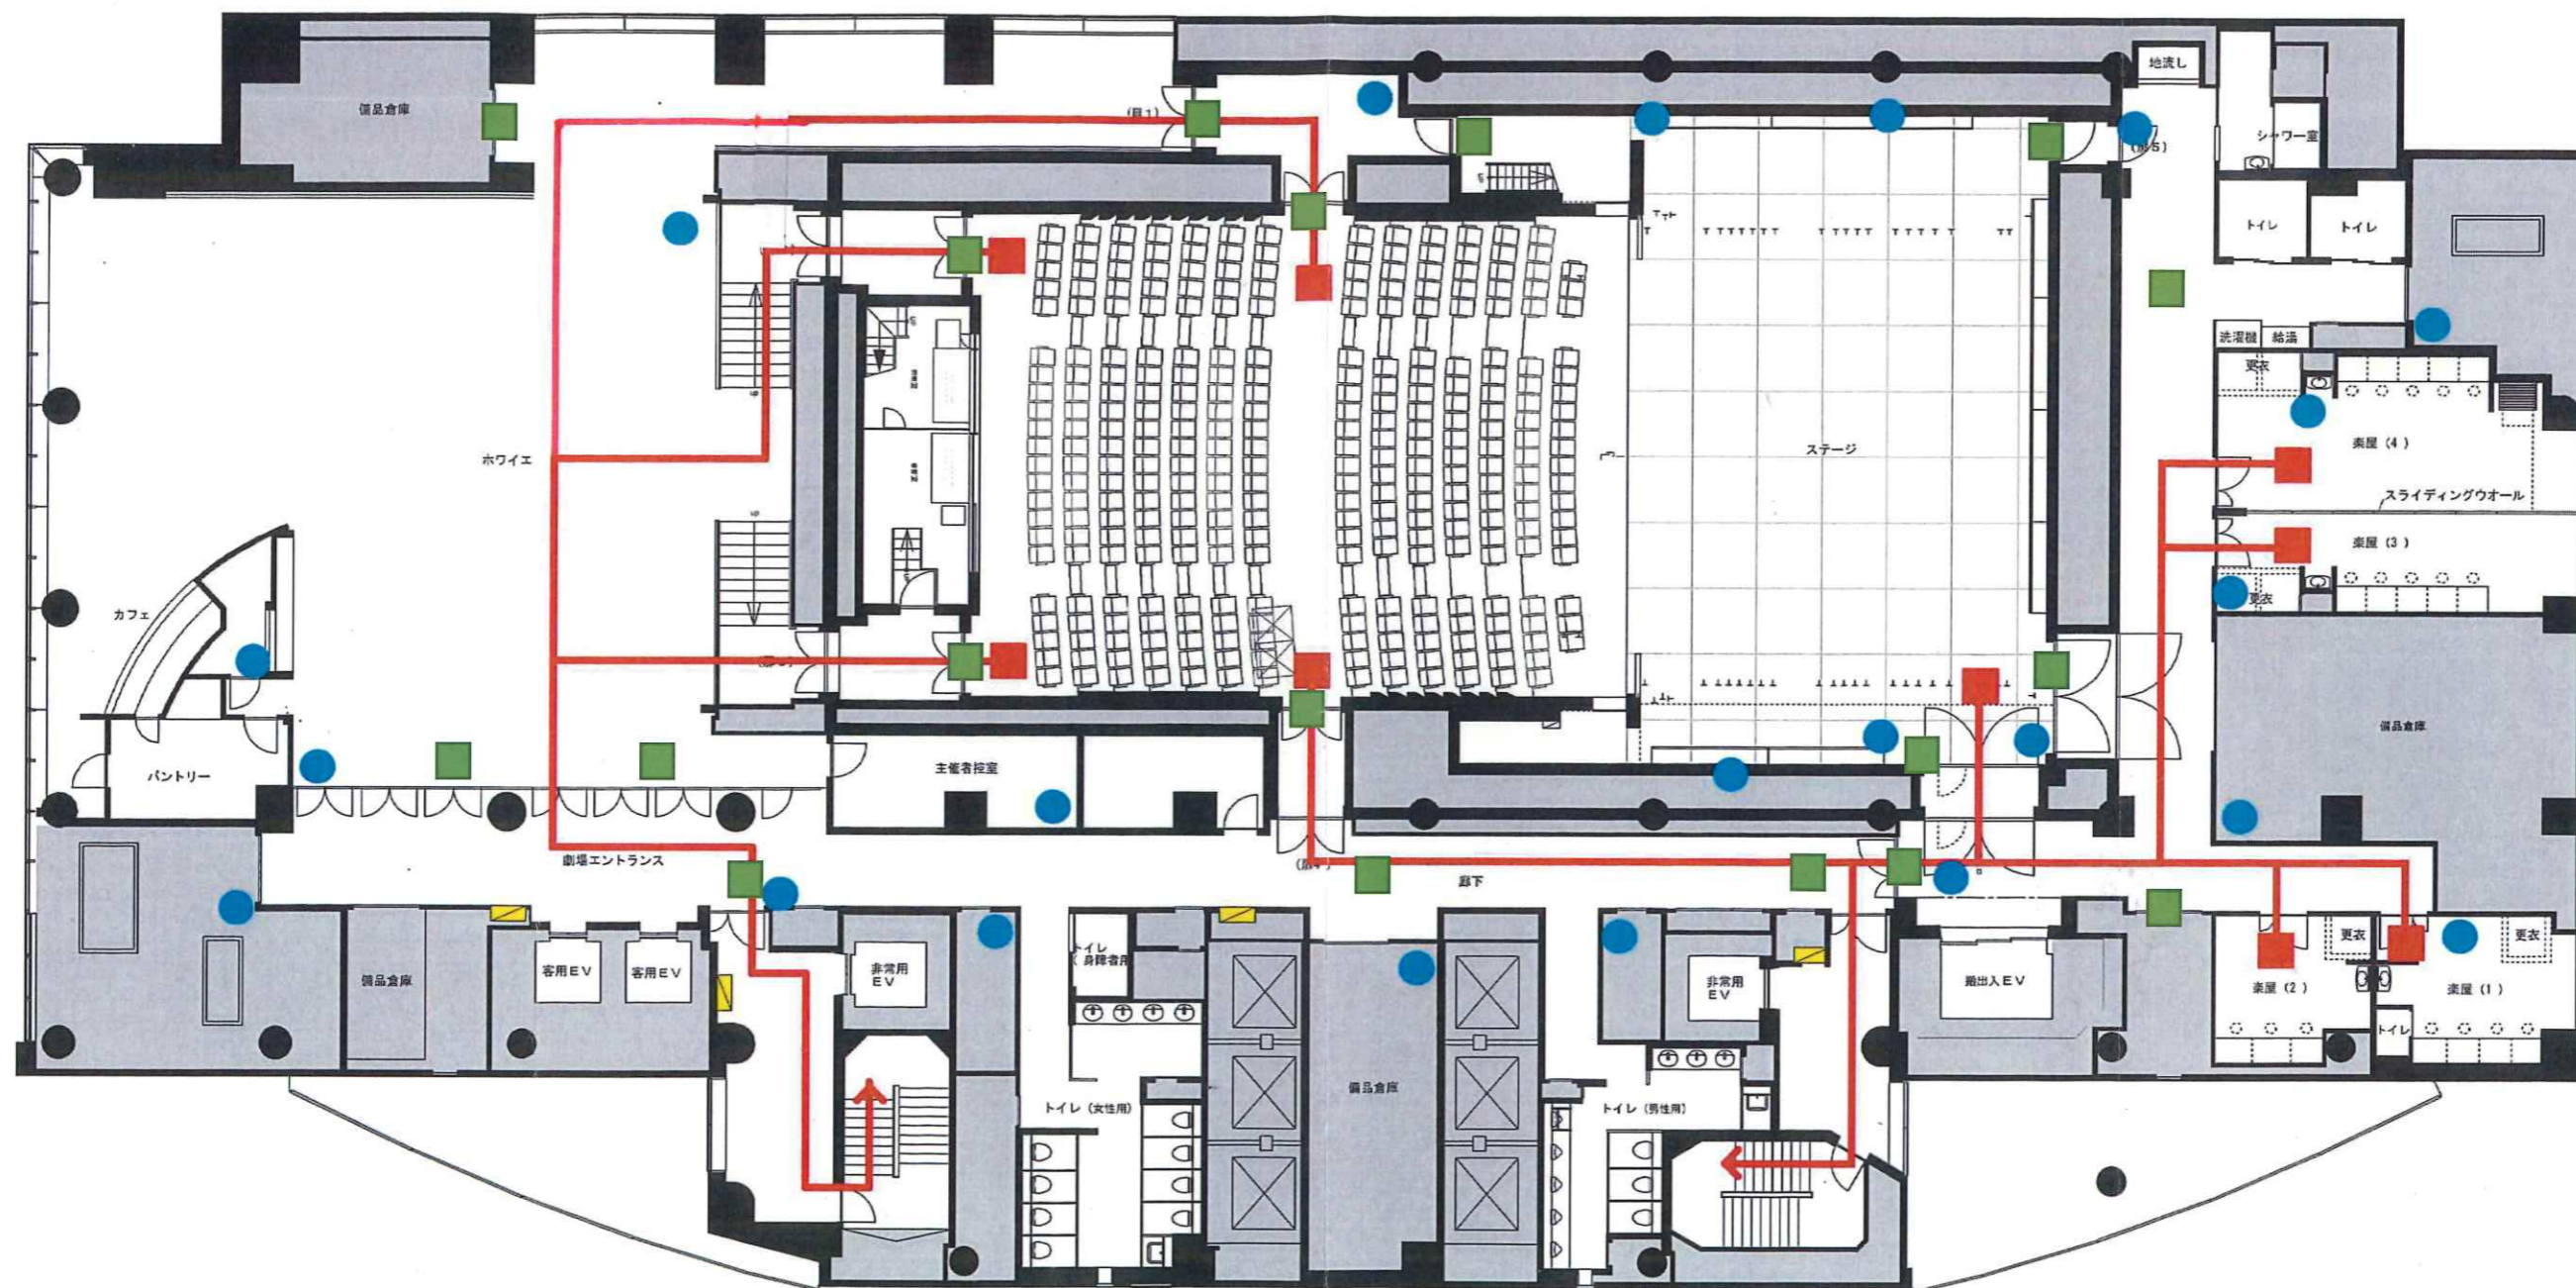 地流し
備品倉庫
シャワー室
トイレ
トイレ
洗濯機
給湯
更衣
楽屋(4)
ステージ
ホワイエ
スライディングウオール
楽屋(3)
更衣
カフェ
備品倉庫
パントリー
主催者控室
劇場エントランス
廊下
更衣
更衣
トイレ
(身障者用
客用EV
客用EV
備品倉庫
非常用
EV
非常用
EV
搬出入EV
楽屋(2)
楽屋(1)
トイレ
備品倉庫
トイレ(女性用)
トイレ(男性用)